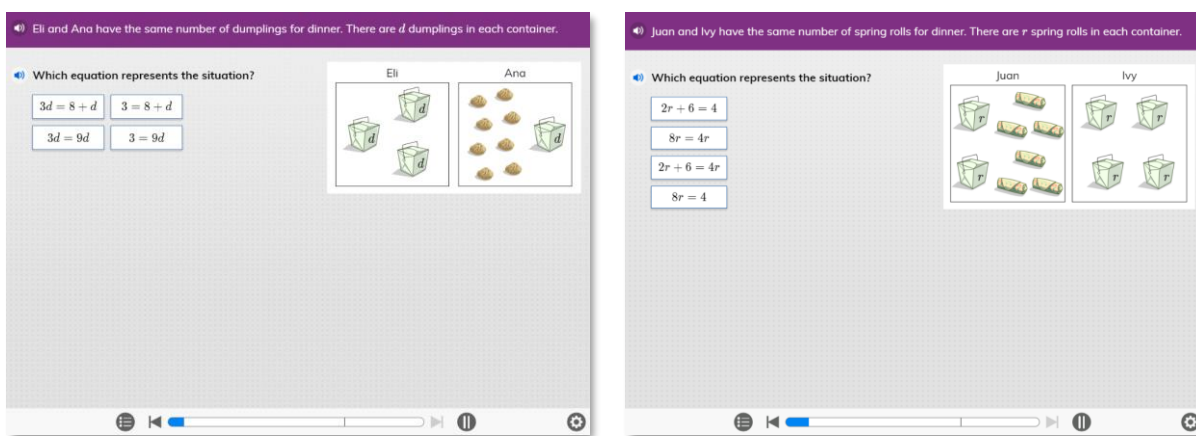 Eli and Ana have the same number of dumplings for dinner. There are d dumplings in each container.
Which equation represents the situation?
3d = 8 + d
3 = 8 + d
3d = 9d
3 = 9d
Eli
Ana
d
d
d
d
Juan and Ivy have the same number of spring rolls for dinner. There are r spring rolls in each container.
Which equation represents the situation?
2r + 6 = 4
8r = 4r
2r + 6 = 4r
8r = 4
Juan
Ivy
r
r
r
r
r
r